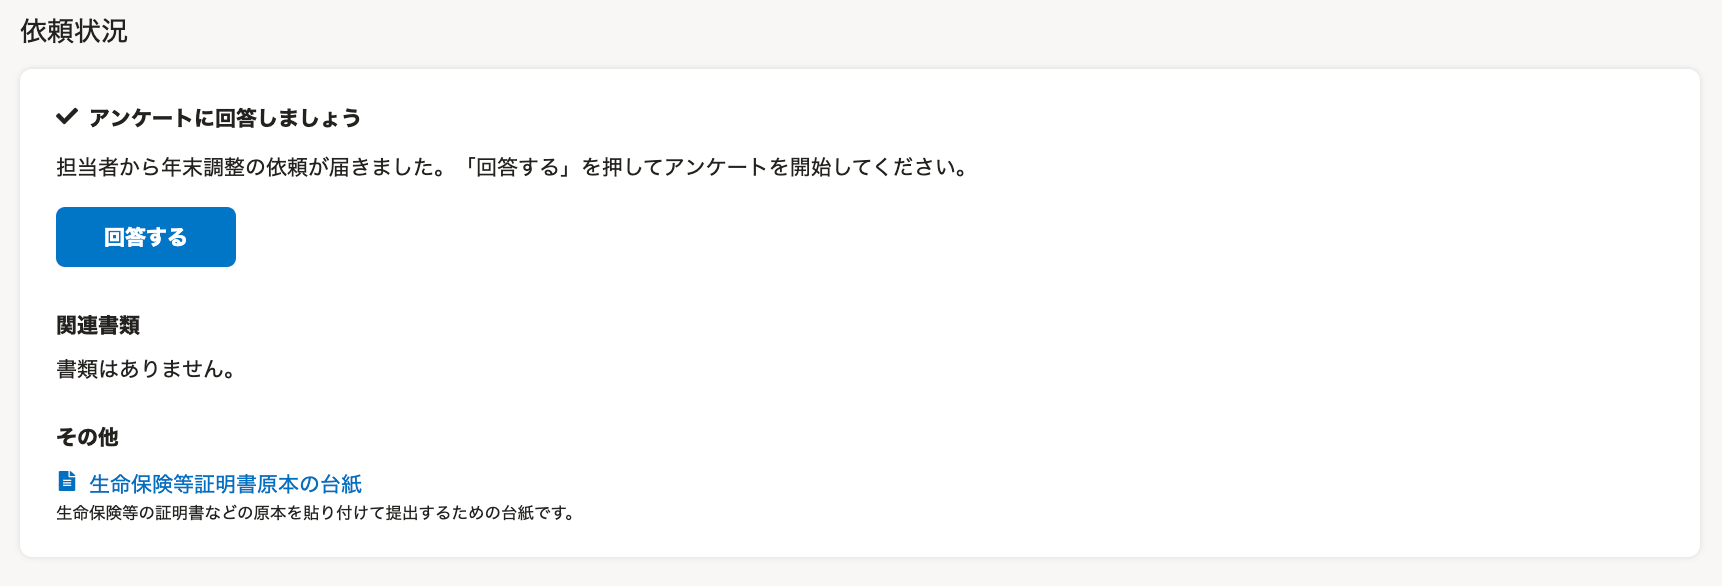 依頼状況
アンケートに回答しましょう
担当者から年末調整の依頼が届きました。「回答する」を押してアンケートを開始してください。
回答する
関連書類
書類はありません。
その他
生命保険等証明書原本の台紙
生命保険等の証明書などの原本を貼り付けて提出するための台紙です。